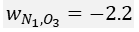 w_{N_1,O_3} = −2.2